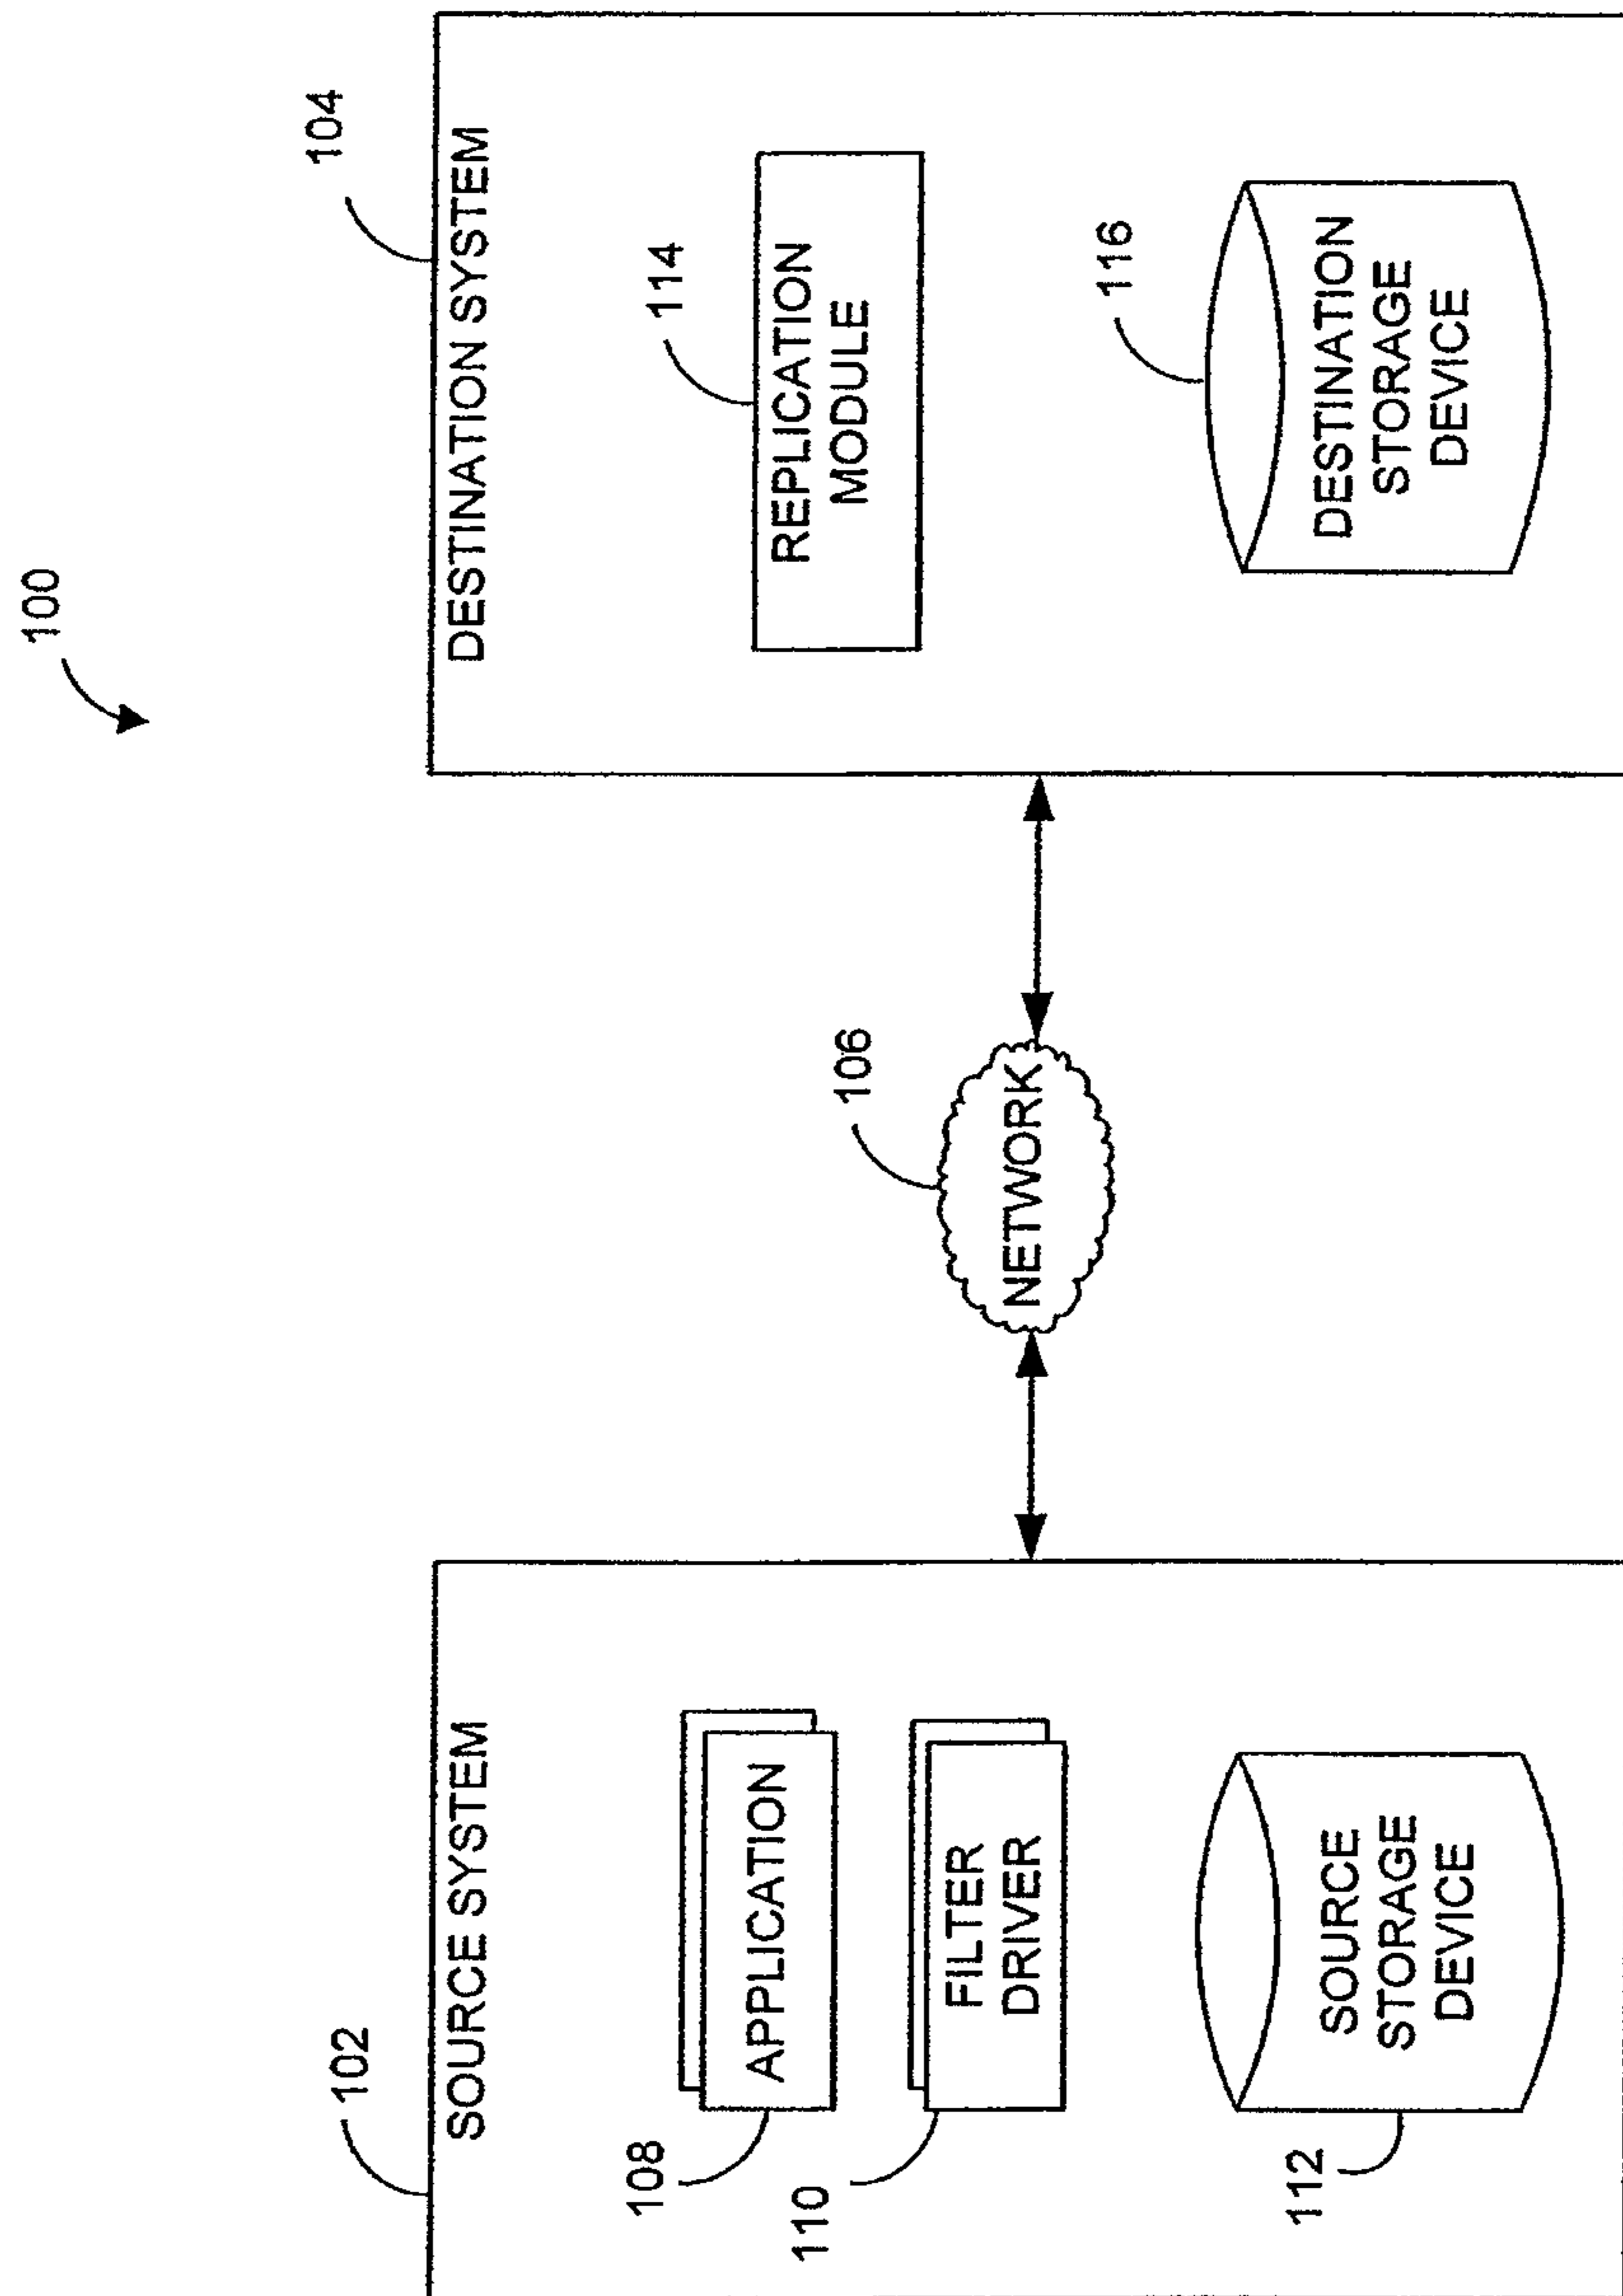 100
102
SOURCE SYSTEM
108
APPLICATION
110
FILTER
DRIVER
112
SOURCE
STORAGE
DEVICE
106
NETWORK
104
DESTINATION SYSTEM
114
REPLICATION
MODULE
116
DESTINATION
STORAGE
DEVICE